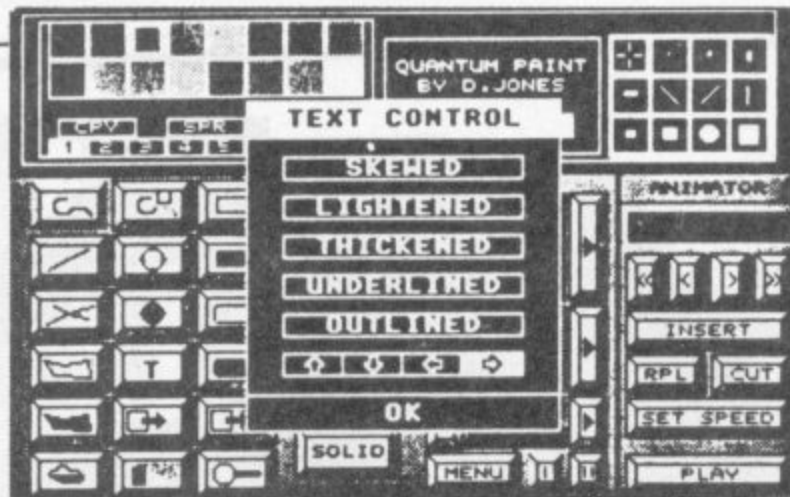 QUANTUM PAINT
BY D.JONES
CPY SPR
1 2 3 4 5
TEXT CONTROL
SKEWED
LIGHTENED
THICKENED
UNDERLINED
OUTLINED
OK
ANIMATOR
INSERT
RPL CUT
SET SPEED
PLAY
T
SOLID
MENU